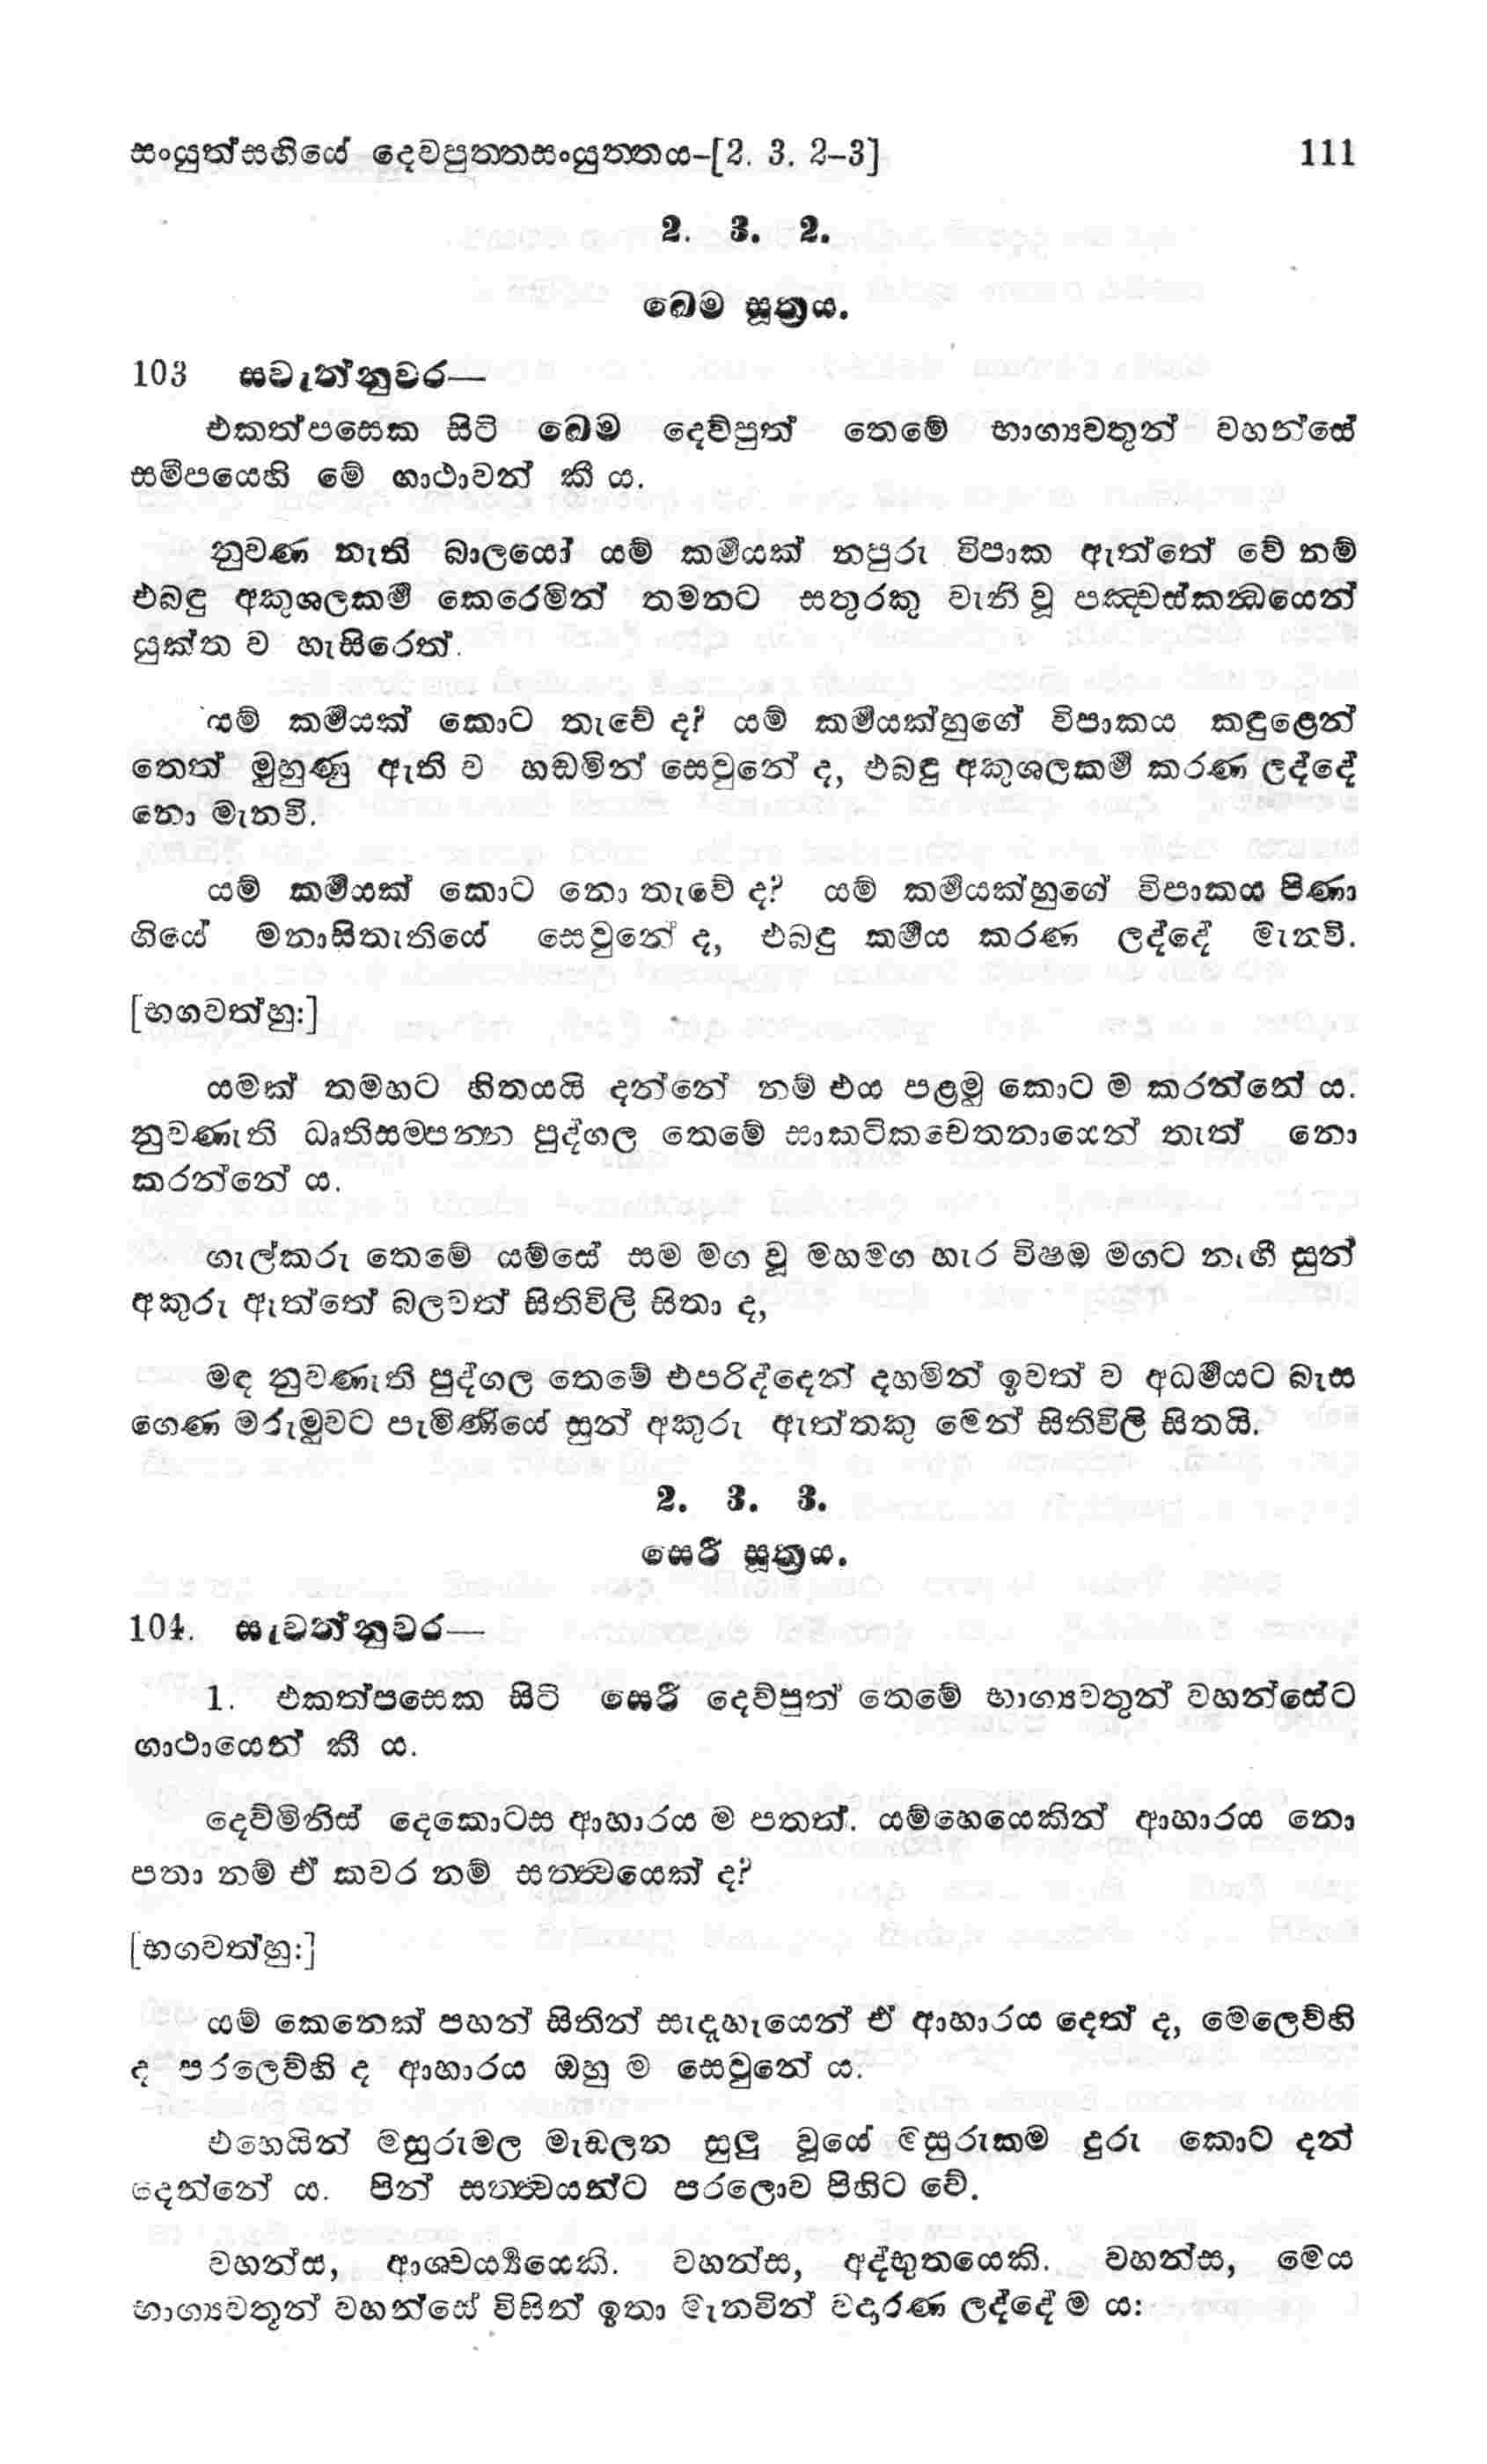 සංයුත්සඟියේ දෙවපුත්තසංයුත්තය-[2. 3. 2-3] 111
2. 3. 2.
ඛෙම සූත්‍රය.
103 සවැත්නුවර—
එකත්පසෙක සිටි ඛෙම දෙව්පුත් තෙමේ භාග්‍යවතුන් වහන්සේ
සමීපයෙහි මේ ගාථාවන් කී ය.
නුවණ නැති බාලයෝ යම් කර්‍මයක් නපුරු විපාක ඇත්තේ වේ නම්
එබඳු අකුශලකර්‍ම කෙරෙමින් තමනට සතුරකු වැනි වූ පඤ්චස්කන්‍ධයෙන්
යුක්ත ව හැසිරෙත්.
යම් කර්‍මයක් කොට තැවේ ද? යම් කර්‍මයක්හුගේ විපාකය කඳුළෙන්
තෙත් මුහුණු ඇති ව හඬමින් සෙවුනේ ද, එබඳු අකුශලකර්‍ම කරණ ලද්දේ
නො මැනවි.
යම් කර්‍මයක් කොට නො තැවේ ද? යම් කර්‍මයක්හුගේ විපාකය පිණා
ගියේ මනාසිතැතියේ සෙවුනේ ද, එබඳු කර්‍මය කරණ ලද්දේ මැනවි.
[භගවත්හු:]
යමක් තමහට හිතයයි දන්නේ නම් එය පළමු කොට ම කරන්නේ ය.
නුවණැති ධෘතිසම්පන්න පුද්ගල තෙමේ සාකටිකචෙතනායෙන් තැත් නො
කරන්නේ ය.
ගැල්කරු තෙමේ යම්සේ සම මග වූ මහමග හැර විෂම මගට නැඟී සුන්
අකුරු ඇත්තේ බලවත් සිතිවිලි සිතා ද,
මඳ නුවණැති පුද්ගල තෙමේ එපරිද්දෙන් දහමින් ඉවත් ව අධර්‍මයට බැස
ගෙණ මරුමුවට පැමිණියේ සුන් අකුරු ඇත්තකු මෙන් සිතිවිලි සිතයි.
2. 3. 3.
සෙරී සූත්‍රය.
104. සැවත්නුවර—
1. එකත්පසෙක සිටි සෙරී දෙව්පුත් තෙමේ භාග්‍යවතුන් වහන්සේට
ගාථායෙන් කී ය.
දෙව්මිනිස් දෙකොටස ආහාරය ම පතත්. යම්හෙයෙකින් ආහාරය නො
පතා නම් ඒ කවර නම් සත්ත්‍වයෙක් ද?
[භගවත්හු:]
යම් කෙනෙක් පහන් සිතින් සැදෑහැයෙන් ඒ ආහාරය දෙත් ද, මෙලෙව්හි
ද පරලෙව්හි ද ආහාරය ඔහු ම සෙවුනේ ය.
එහෙයින් මසුරුමල මැඩලන සුලු වූයේ මසුරුකම දුරු කොට දන්
දෙන්නේ ය. පින් සත්ත්‍වයන්ට පරලොව පිහිට වේ.
වහන්ස, ආශ්චර්‍ය්‍යයෙකි. වහන්ස, අද්භුතයෙකි. වහන්ස, මෙය
භාග්‍යවතූන් වහන්සේ විසින් ඉතා මැනවින් වදාරණ ලද්දේ ම ය: